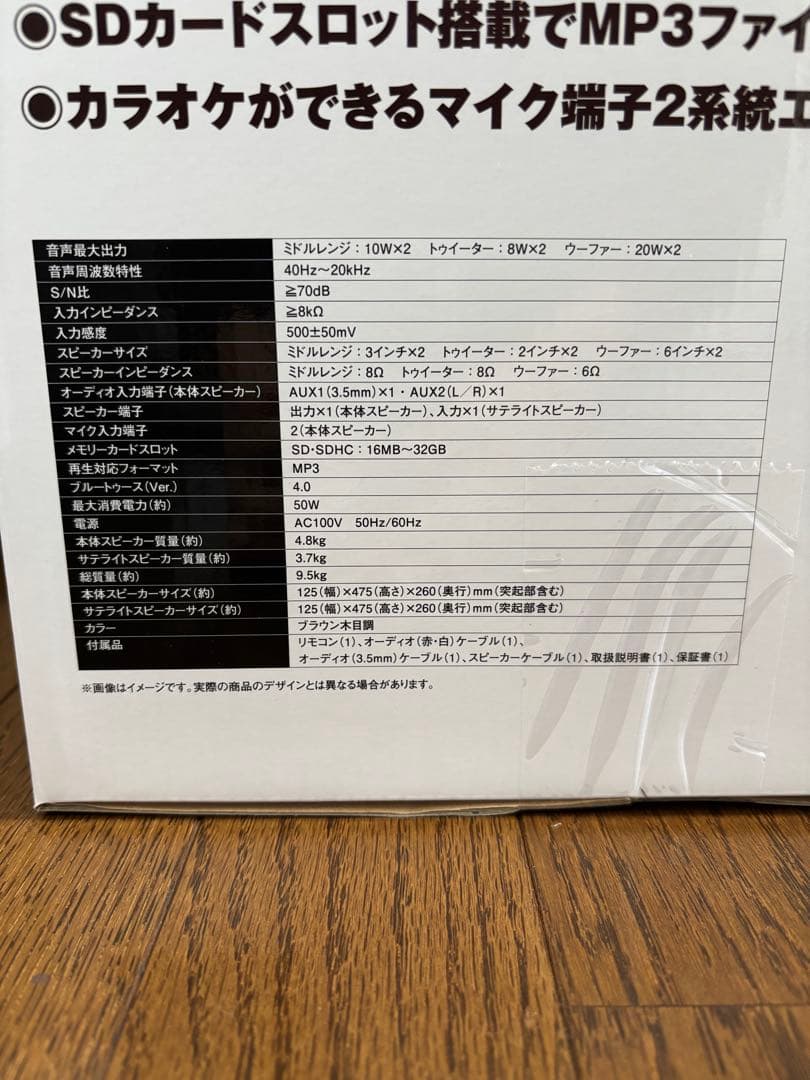 ◉SDカードスロット搭載でMP3ファイ
◉カラオケができるマイク端子2系統エ
音声最大出力 ミドルレンジ：10W×2 トゥイーター：8W×2 ウーファー：20W×2
音声周波数特性 40Hz～20kHz
S/N比 ≧70dB
入力インピーダンス ≧8kΩ
入力感度 500±50mV
スピーカーサイズ ミドルレンジ：3インチ×2 トゥイーター：2インチ×2 ウーファー：6インチ×2
スピーカーインピーダンス ミドルレンジ：8Ω トゥイーター：8Ω ウーファー：6Ω
オーディオ入力端子（本体スピーカー） AUX1（3.5mm）×1・AUX2（L／R）×1
スピーカー端子 出力×1（本体スピーカー）、入力×1（サテライトスピーカー）
マイク入力端子 2（本体スピーカー）
メモリーカードスロット SD・SDHC：16MB～32GB
再生対応フォーマット MP3
ブルートゥース（Ver.） 4.0
最大消費電力（約） 50W
電源 AC100V 50Hz/60Hz
本体スピーカー質量（約） 4.8kg
サテライトスピーカー質量（約） 3.7kg
総質量（約） 9.5kg
本体スピーカーサイズ（約） 125（幅）×475（高さ）×260（奥行）mm（突起部含む）
サテライトスピーカーサイズ（約） 125（幅）×475（高さ）×260（奥行）mm（突起部含む）
カラー ブラウン木目調
付属品 リモコン（1）、オーディオ（赤・白）ケーブル（1）、
オーディオ（3.5mm）ケーブル（1）、スピーカーケーブル（1）、取扱説明書（1）、保証書（1）
※画像はイメージです。実際の商品のデザインとは異なる場合があります。